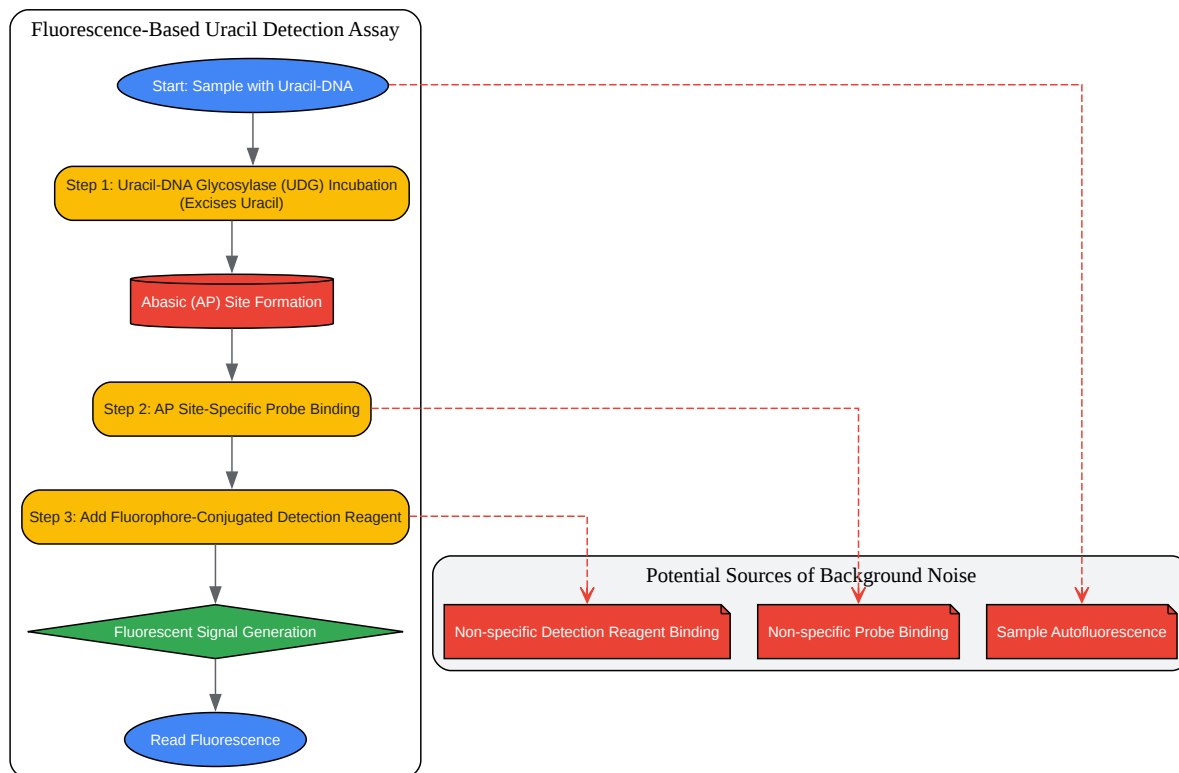 Fluorescence-Based Uracil Detection Assay
Start: Sample with Uracil-DNA
Step 1: Uracil-DNA Glycosylase (UDG) Incubation
(Excises Uracil)
Abasic (AP) Site Formation
Step 2: AP Site-Specific Probe Binding
Step 3: Add Fluorophore-Conjugated Detection Reagent
Fluorescent Signal Generation
Read Fluorescence
Potential Sources of Background Noise
Non-specific Detection Reagent Binding
Non-specific Probe Binding
Sample Autofluorescence